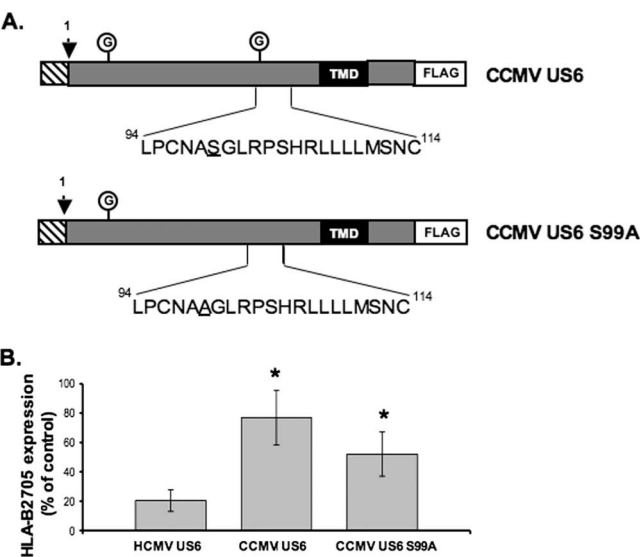 A.
1
G G
TMD FLAG CCMV US6
94 LPCNASGLRPSHRLLLLMSNC 114
1
G
TMD FLAG CCMV US6 S99A
94 LPCNAAGLRPSHRLLLLMSNC 114
B.
HLA-B2705 expression
(% of control)
100
80
60
40
20
0
* *
HCMV US6 CCMV US6 CCMV US6 S99A